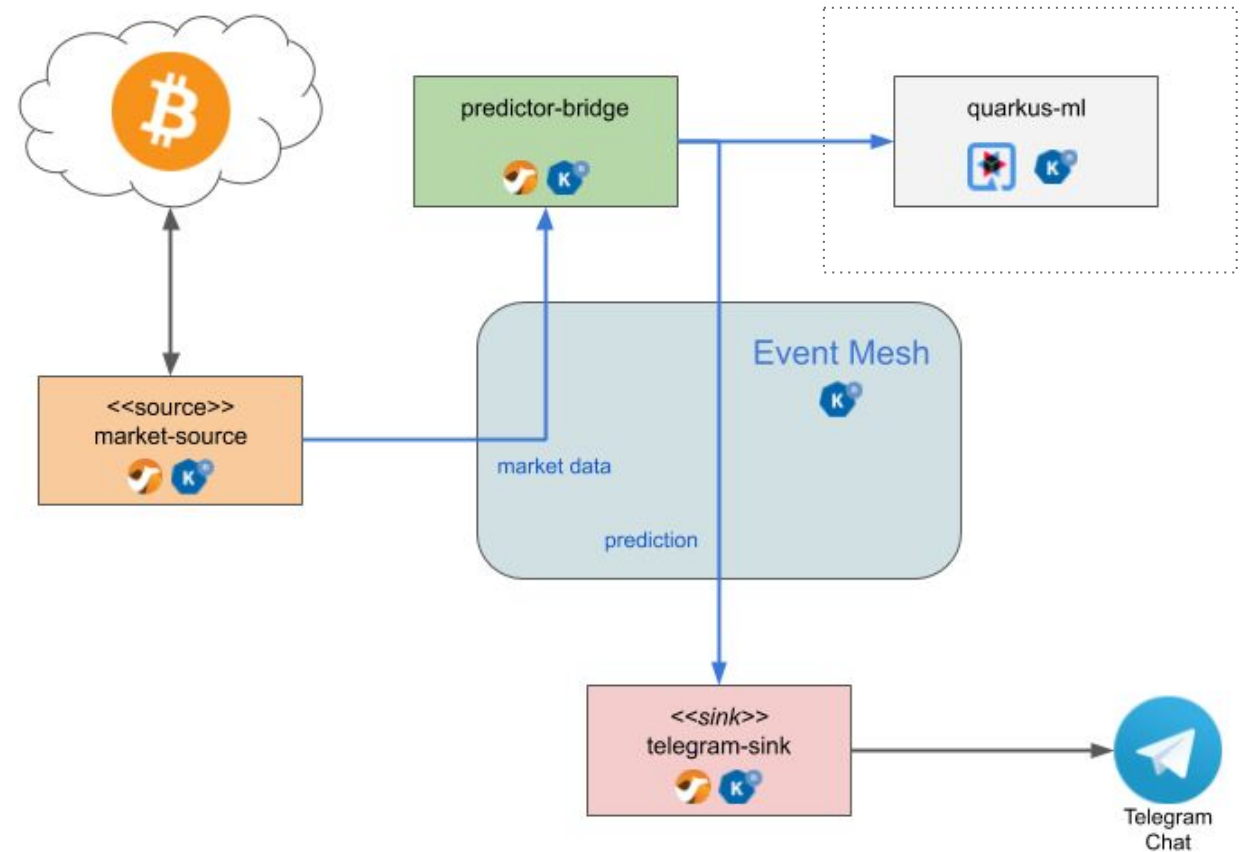 predictor-bridge
quarkus-ml
Event Mesh
<<source>>
market-source
market data
prediction
<<sink>>
telegram-sink
Telegram
Chat